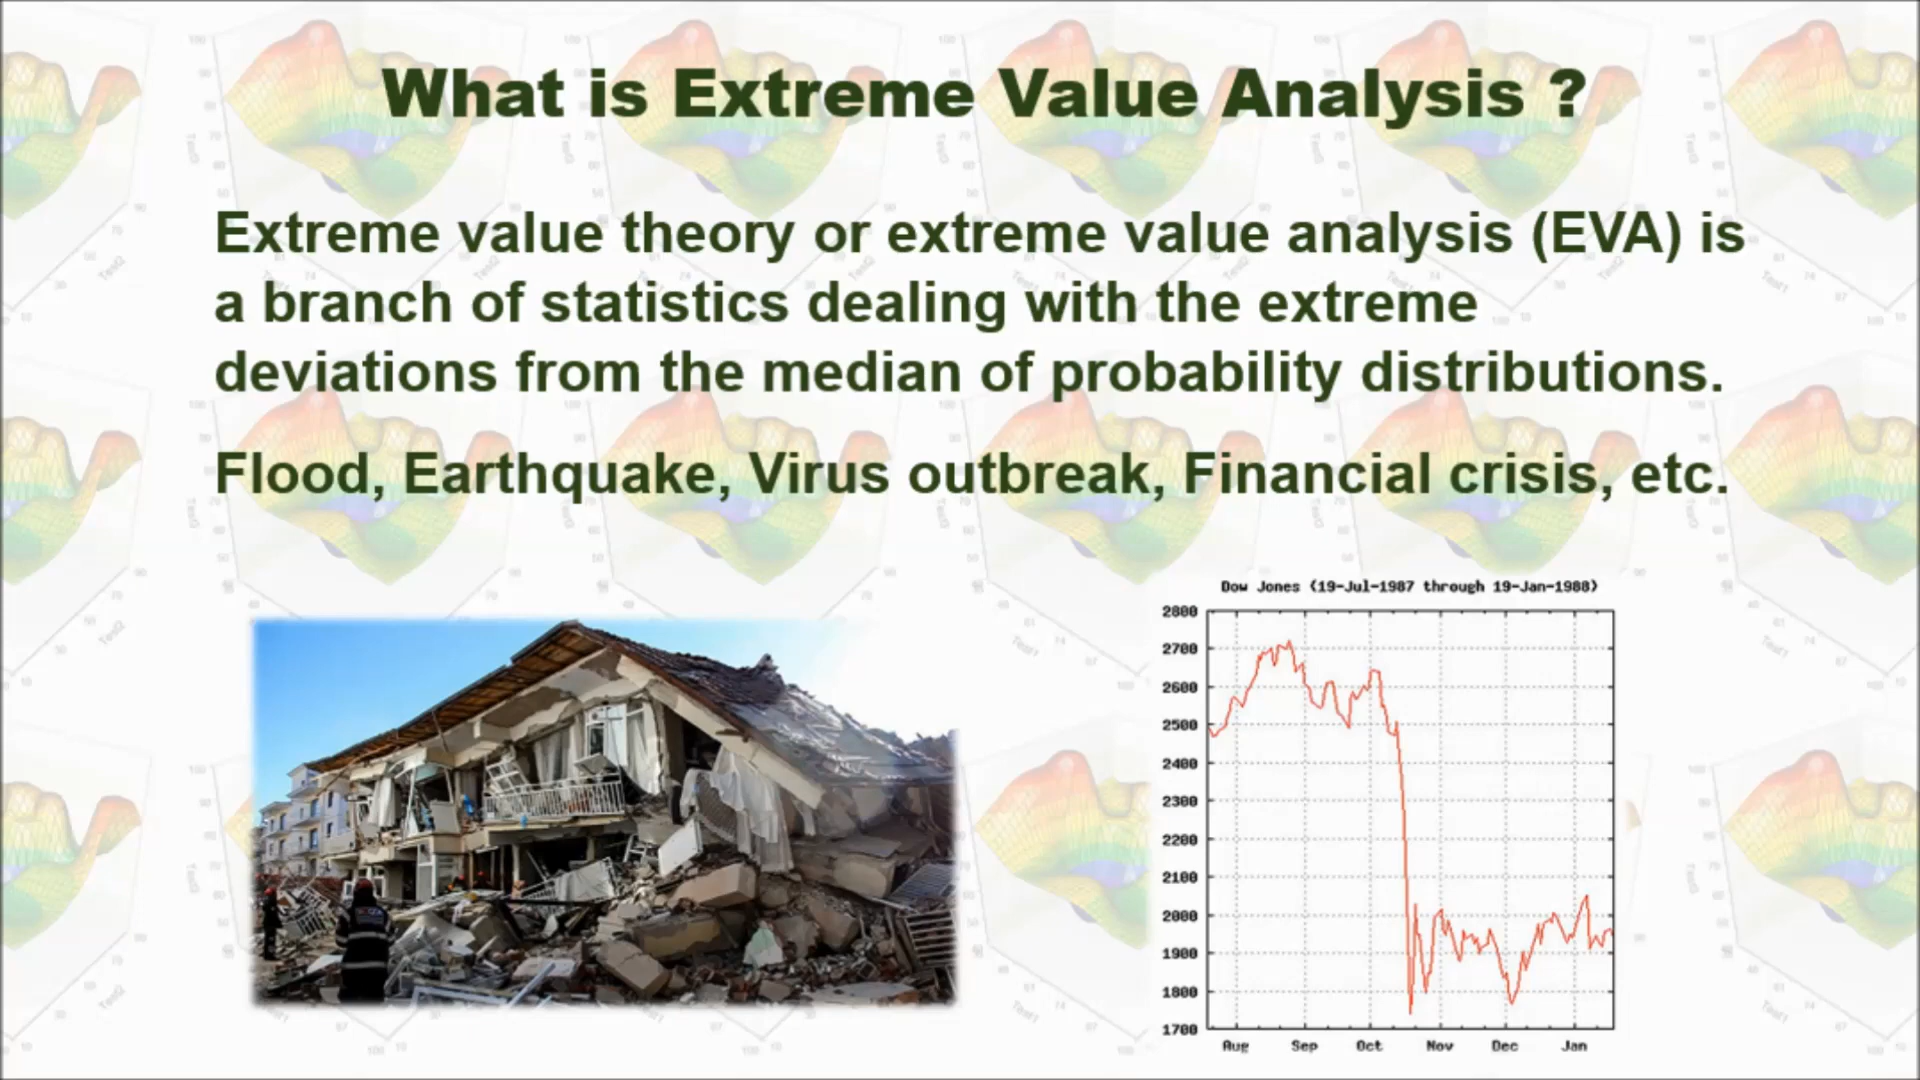 What is Extreme Value Analysis ?
Extreme value theory or extreme value analysis (EVA) is
a branch of statistics dealing with the extreme
deviations from the median of probability distributions.
Flood, Earthquake, Virus outbreak, Financial crisis, etc.
Dow Jones (19-Jul-1987 through 19-Jan-1988)
2800
2700
2600
2500
2400
2300
2200
2100
2000
1900
1800
1700
Aug Sep Oct Nov Dec Jan